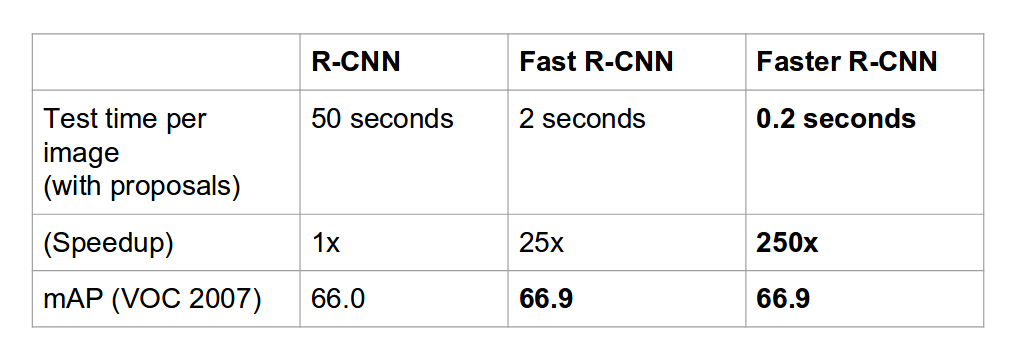 R-CNN Fast R-CNN Faster R-CNN
Test time per
image
(with proposals) 50 seconds 2 seconds 0.2 seconds
(Speedup) 1x 25x 250x
mAP (VOC 2007) 66.0 66.9 66.9